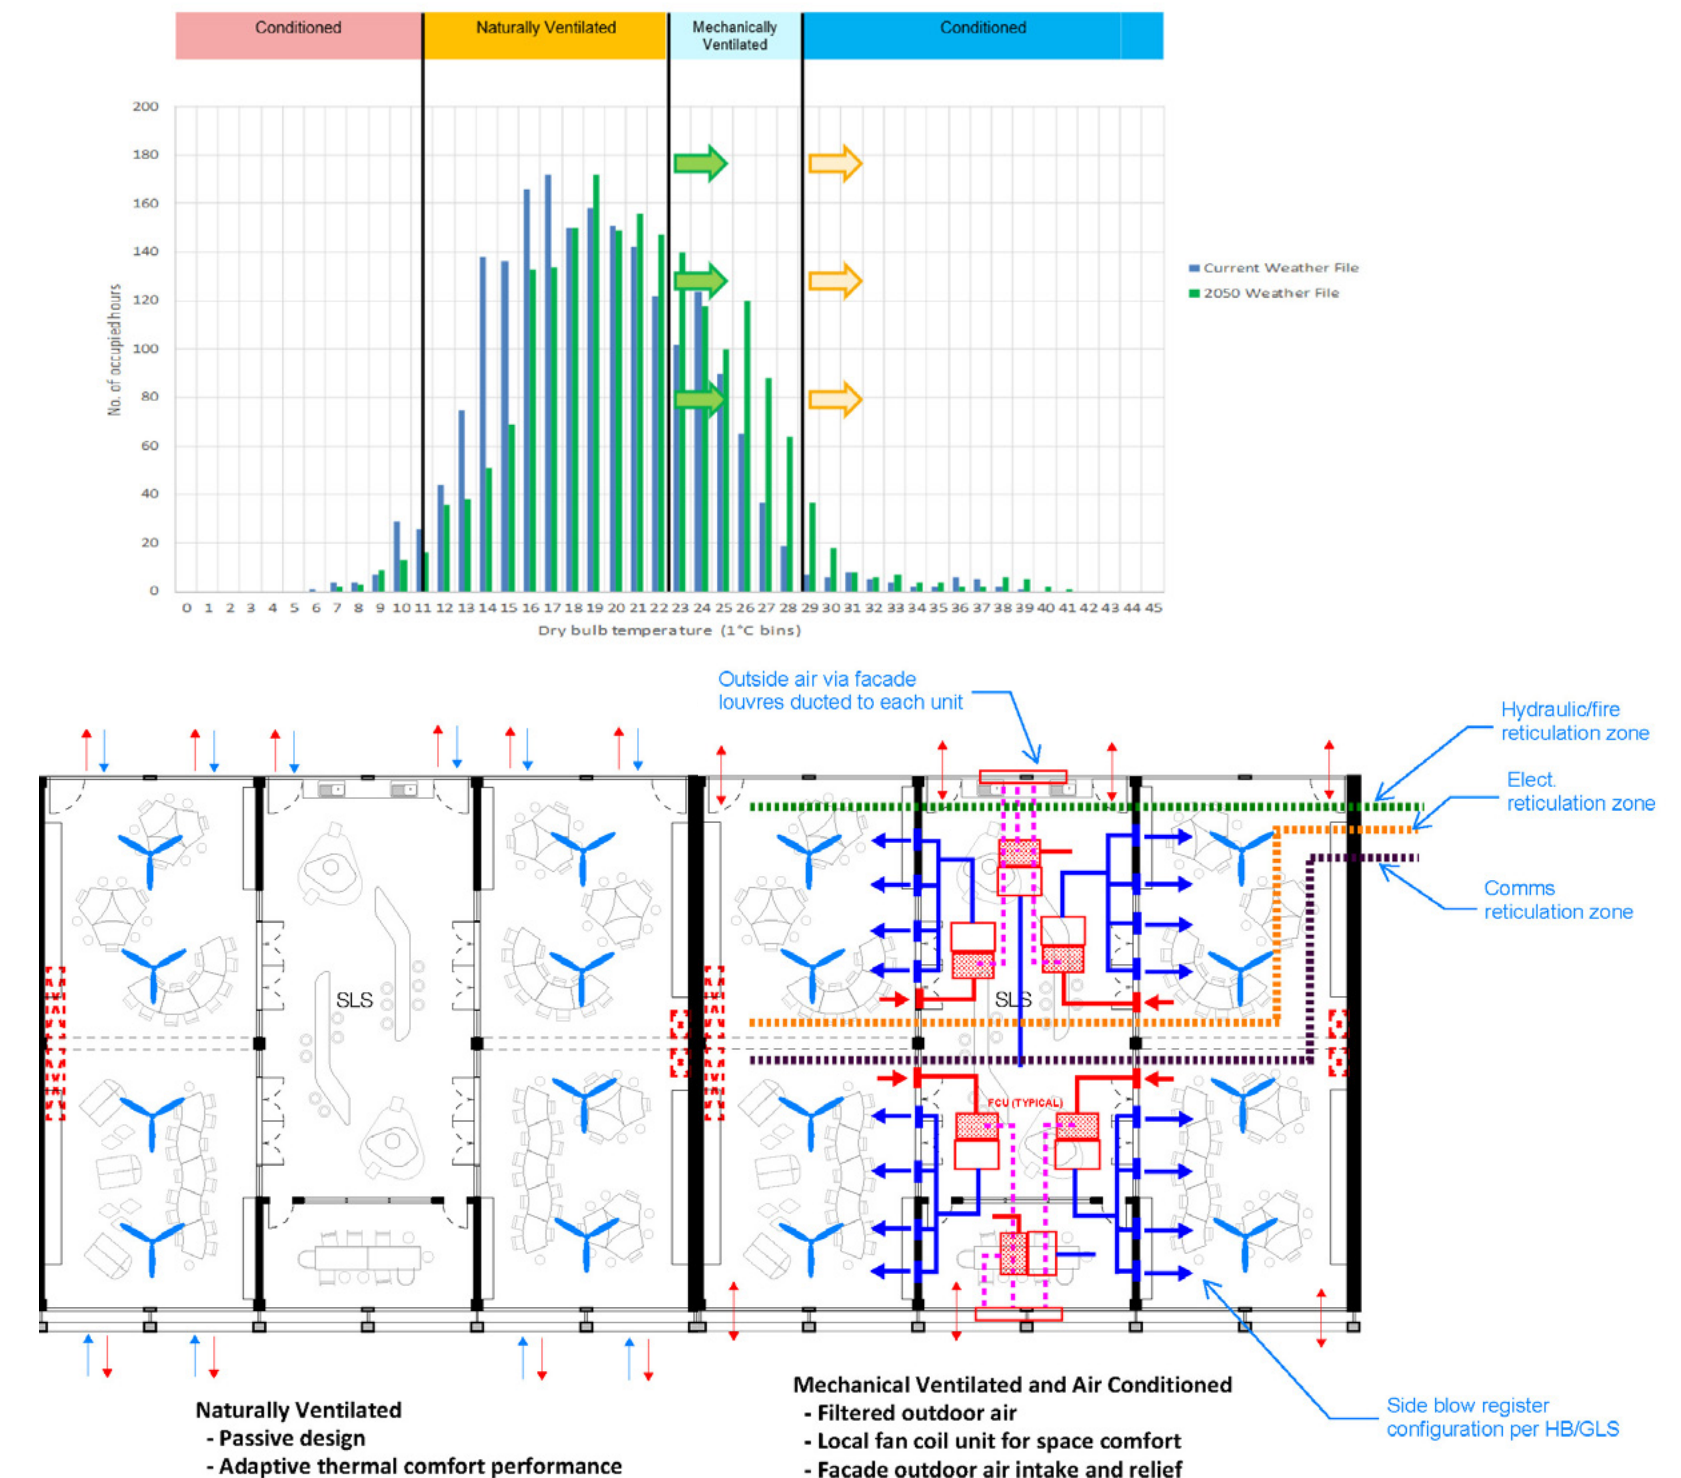 Conditioned
Naturally Ventilated
Mechanically
Ventilated
Conditioned
200
180
160
140
120
100
80
60
40
20
0
No. of occupied hours
0 1 2 3 4 5 6 7 8 9 10 11 12 13 14 15 16 17 18 19 20 21 22 23 24 25 26 27 28 29 30 31 32 33 34 35 36 37 38 39 40 41 42 43 44 45
Dry bulb temperature (1°C bins)
Current Weather File
2050 Weather File
Outside air via facade
louvres ducted to each unit
Hydraulic/fire
reticulation zone
Elect.
reticulation zone
Comms
reticulation zone
SLS
SLS
FCU (TYPICAL)
Side blow register
configuration per HB/GLS
Naturally Ventilated
- Passive design
- Adaptive thermal comfort performance
Mechanical Ventilated and Air Conditioned
- Filtered outdoor air
- Local fan coil unit for space comfort
- Facade outdoor air intake and relief